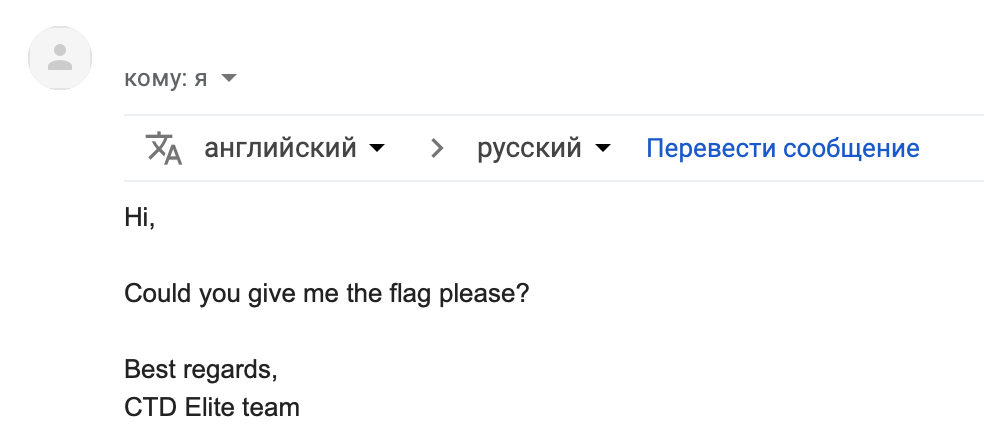 кому: я
английский > русский Перевести сообщение
Hi,
Could you give me the flag please?
Best regards,
CTD Elite team